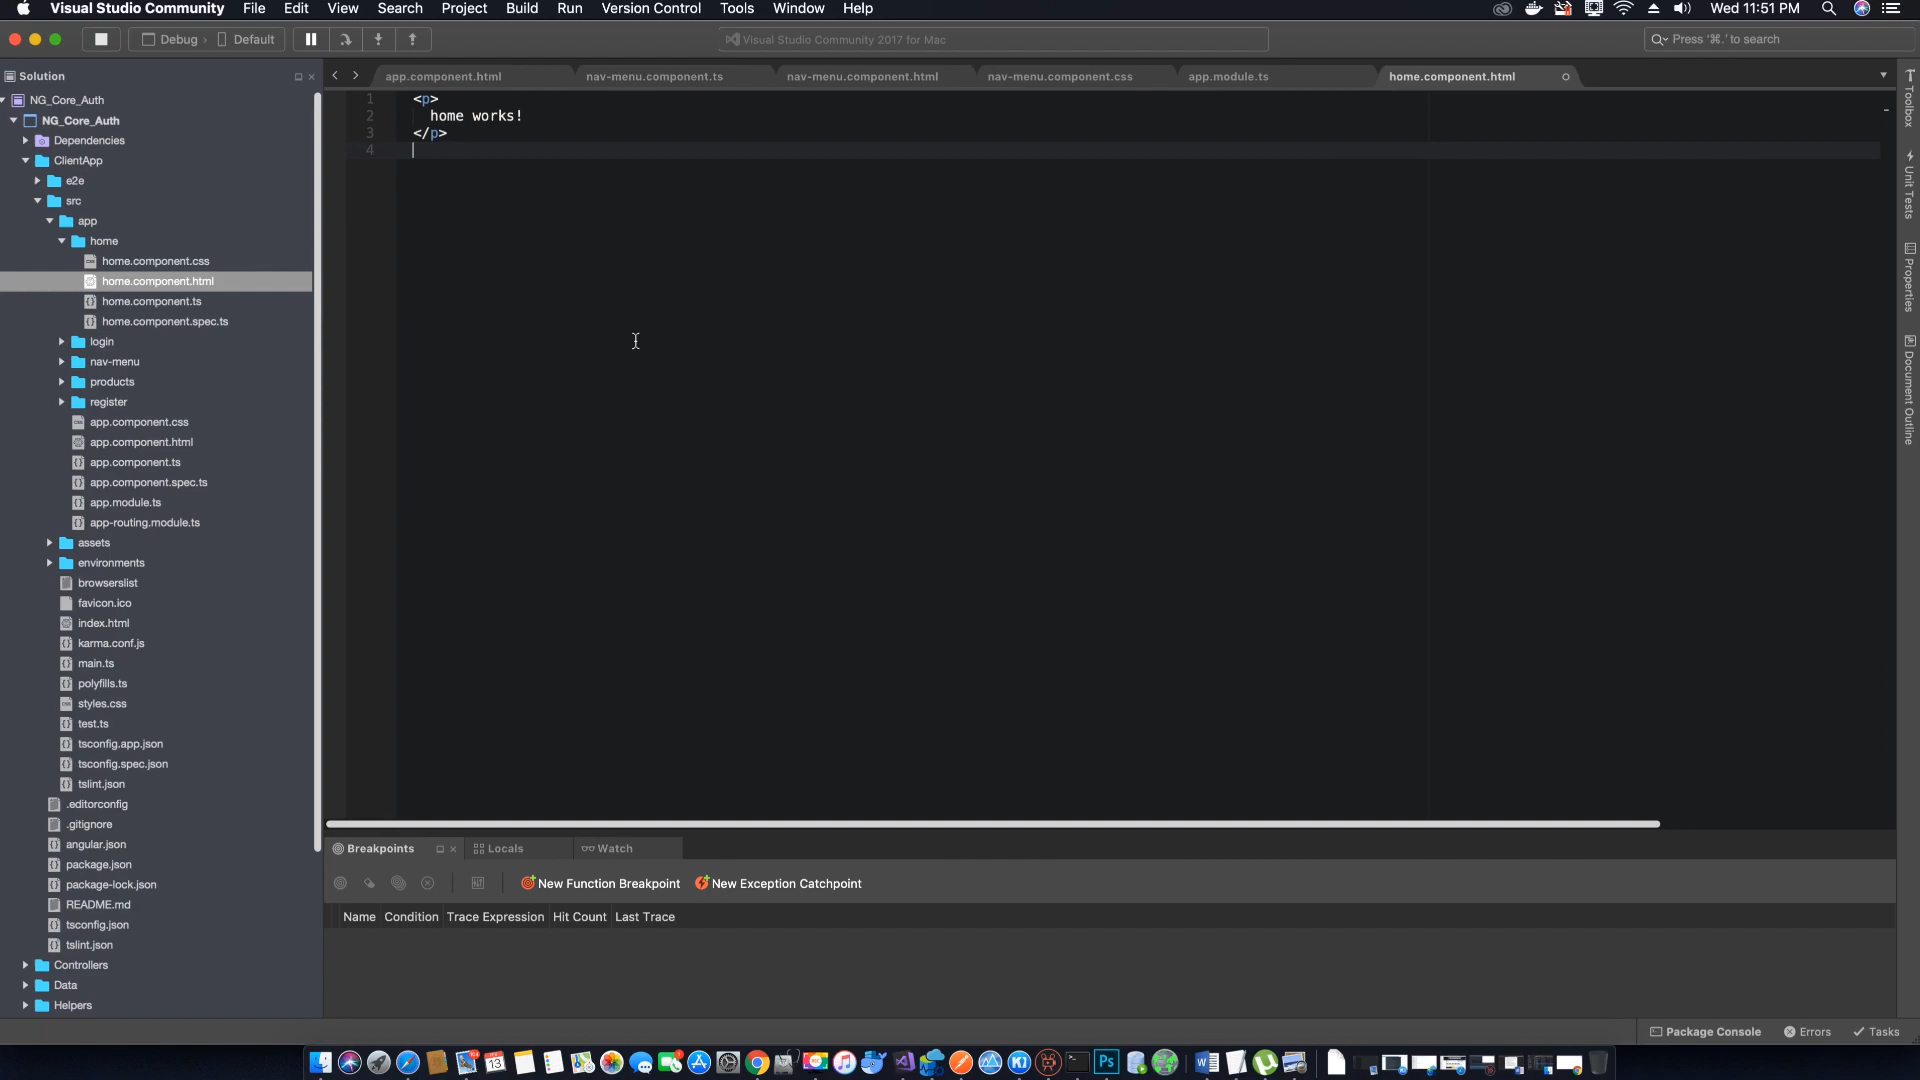 Visual Studio Community File Edit View Search Project Build Run Version Control Tools Window Help Wed 11:51 PM
Debug Default Visual Studio Community 2017 for Mac Press '⌘.' to search
Solution
app.component.html nav-menu.component.ts nav-menu.component.html nav-menu.component.css app.module.ts home.component.html
NG_Core_Auth
NG_Core_Auth
Dependencies
ClientApp
e2e
src
app
home
home.component.css
home.component.html
home.component.ts
home.component.spec.ts
login
nav-menu
products
register
app.component.css
app.component.html
app.component.ts
app.component.spec.ts
app.module.ts
app-routing.module.ts
assets
environments
browserslist
favicon.ico
index.html
karma.conf.js
main.ts
polyfills.ts
styles.css
test.ts
tsconfig.app.json
tsconfig.spec.json
tslint.json
.editorconfig
.gitignore
angular.json
package.json
package-lock.json
README.md
tsconfig.json
tslint.json
Controllers
Data
Helpers
1 <p>
2 home works!
3 </p>
4
Toolbox
Unit Tests
Properties
Document Outline
Breakpoints Locals Watch
New Function Breakpoint New Exception Catchpoint
Name Condition Trace Expression Hit Count Last Trace
Package Console Errors Tasks
13
Ps